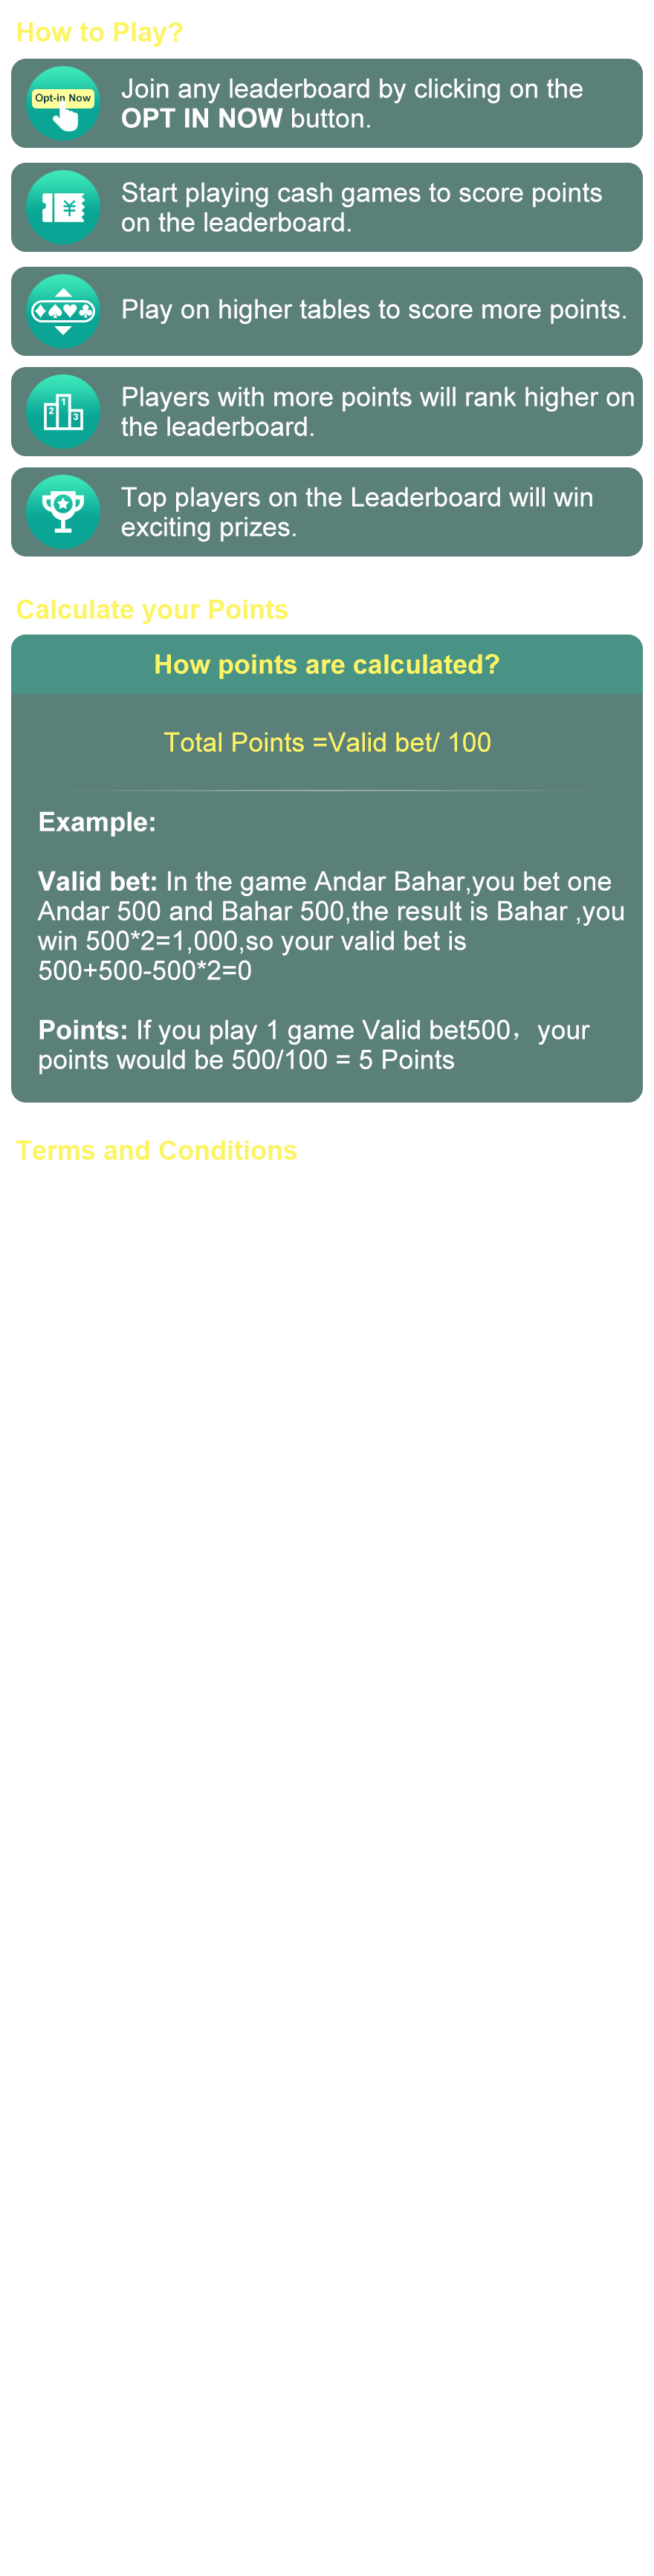 How to Play?
Opt-in Now
Join any leaderboard by clicking on the
OPT IN NOW button.
¥
Start playing cash games to score points
on the leaderboard.
Play on higher tables to score more points.
1
2
3
Players with more points will rank higher on
the leaderboard.
Top players on the Leaderboard will win
exciting prizes.
Calculate your Points
How points are calculated?
Total Points =Valid bet/ 100
Example:
Valid bet: In the game Andar Bahar,you bet one
Andar 500 and Bahar 500,the result is Bahar ,you
win 500*2=1,000,so your valid bet is
500+500-500*2=0
Points: If you play 1 game Valid bet500，your
points would be 500/100 = 5 Points
Terms and Conditions